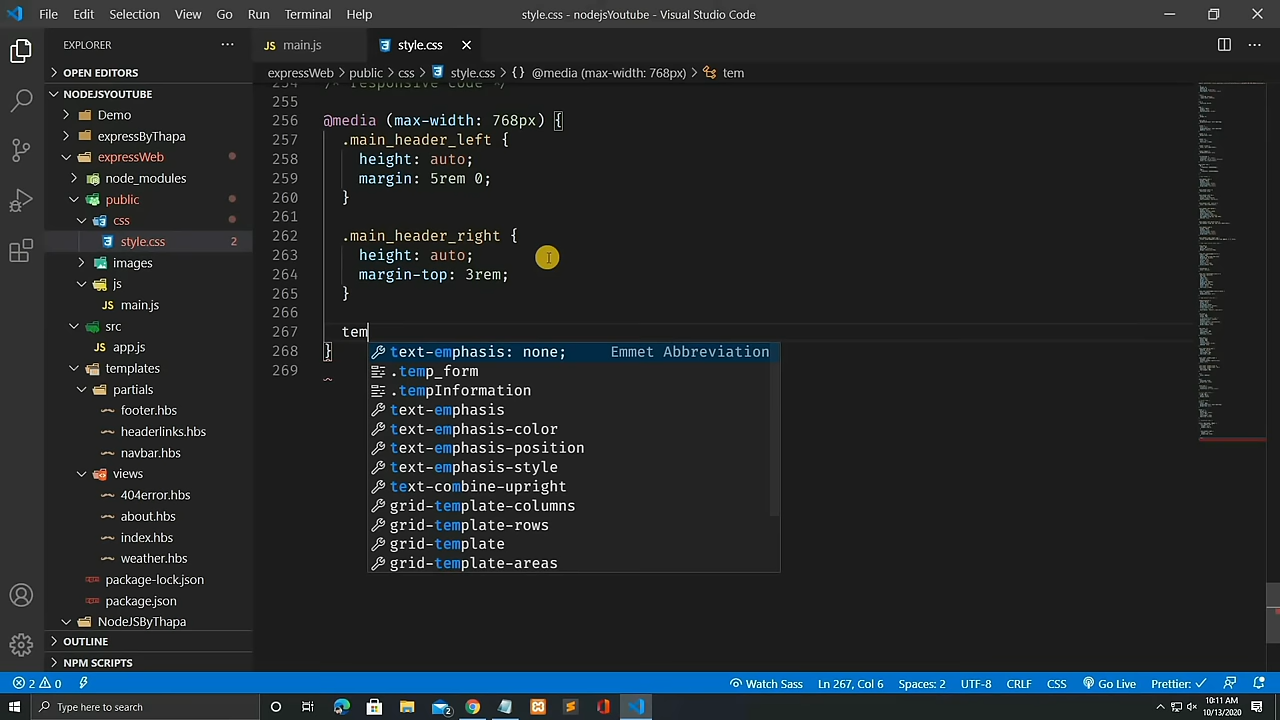 File Edit Selection View Go Run Terminal Help
style.css - nodejsYoutube - Visual Studio Code
EXPLORER
JS main.js
style.css
OPEN EDITORS
expressWeb > public > css > style.css > {} @media (max-width: 768px) > tem
NODEJSYOUTUBE
Demo
expressByThapa
expressWeb
node_modules
public
css
style.css 2
images
js
JS main.js
src
JS app.js
templates
partials
footer.hbs
headerlinks.hbs
navbar.hbs
views
404error.hbs
about.hbs
index.hbs
weather.hbs
package-lock.json
package.json
NodeJSByThapa
OUTLINE
NPM SCRIPTS
254 /* responsive code */
255
256 @media (max-width: 768px) {
257 .main_header_left {
258 height: auto;
259 margin: 5rem 0;
260 }
261
262 .main_header_right {
263 height: auto;
264 margin-top: 3rem;
265 }
266
267 tem
268 }
269
text-emphasis: none; Emmet Abbreviation
.temp_form
.tempInformation
text-emphasis
text-emphasis-color
text-emphasis-position
text-emphasis-style
text-combine-upright
grid-template-columns
grid-template-rows
grid-template
grid-template-areas
2 0 Watch Sass Ln 267, Col 6 Spaces: 2 UTF-8 CRLF CSS Go Live Prettier: ✓
Type here to search
10:11 AM
10/13/2020